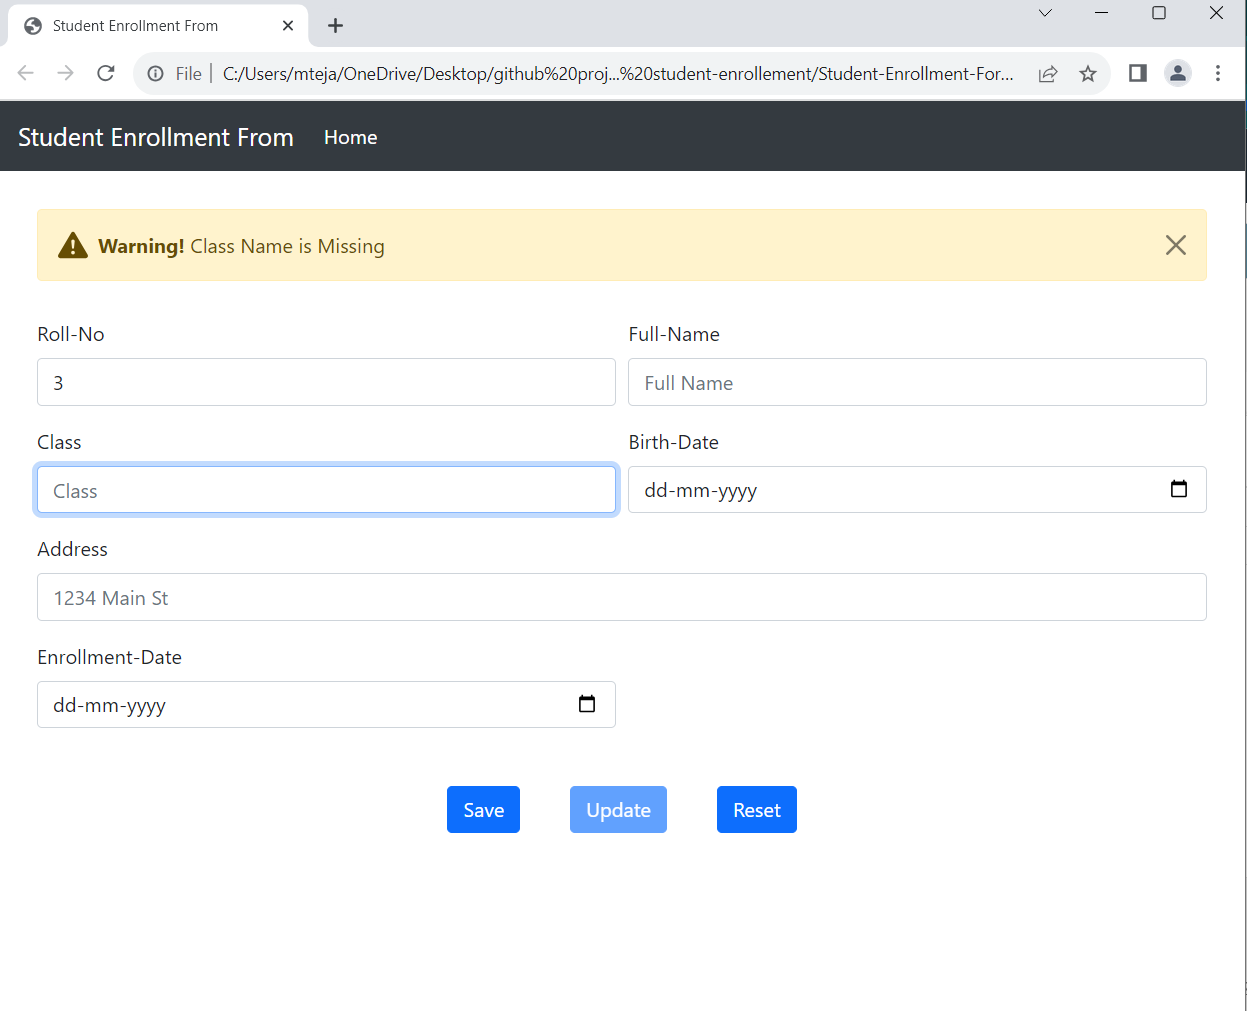 Student Enrollment From
File | C:/Users/mteja/OneDrive/Desktop/github%20proj...%20student-enrollement/Student-Enrollment-For...
Student Enrollment From Home
Warning! Class Name is Missing
Roll-No Full-Name
3 Full Name
Class Birth-Date
Class dd-mm-yyyy
Address
1234 Main St
Enrollment-Date
dd-mm-yyyy
Save Update Reset